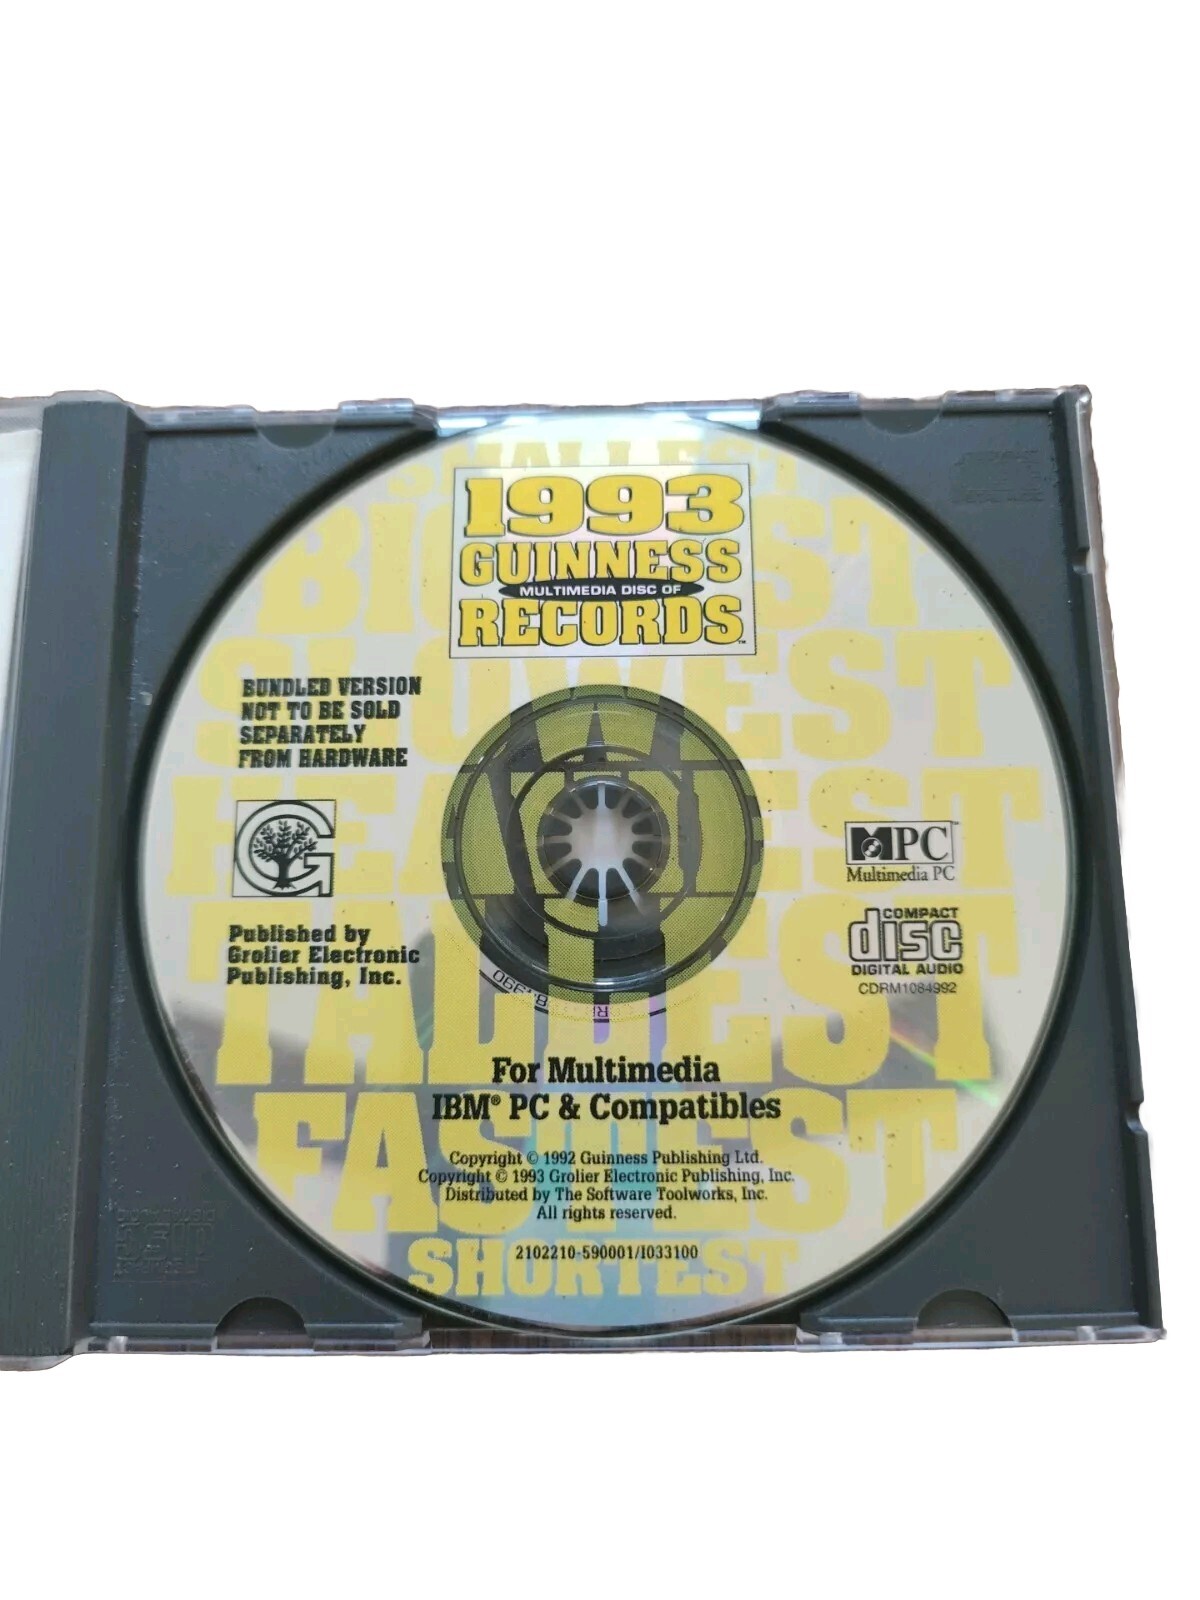 SMALLEST
1993
GUINNESS
MULTIMEDIA DISC OF
RECORDS™
BIGGEST
SLOWEST
BUNDLED VERSION
NOT TO BE SOLD
SEPARATELY
FROM HARDWARE
HEAVIEST
G
MPC™
Multimedia PC
TALLEST
Published by
Grolier Electronic
Publishing, Inc.
COMPACT
disc
DIGITAL AUDIO
CDRM1084992
For Multimedia
IBM® PC & Compatibles
FASTEST
Copyright © 1992 Guinness Publishing Ltd.
Copyright © 1993 Grolier Electronic Publishing, Inc.
Distributed by The Software Toolworks, Inc.
All rights reserved.
2102210-590001/I033100
SHORTEST